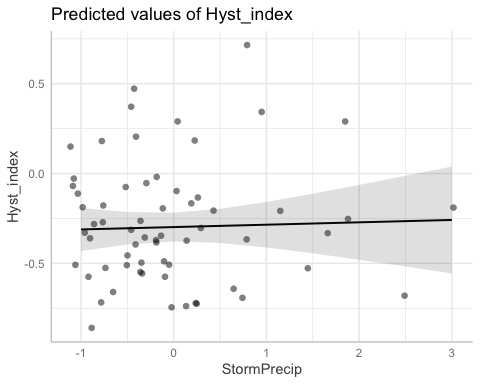 Predicted values of Hyst_index
Hyst_index
0.5
0.0
-0.5
-1
0
1
2
3
StormPrecip